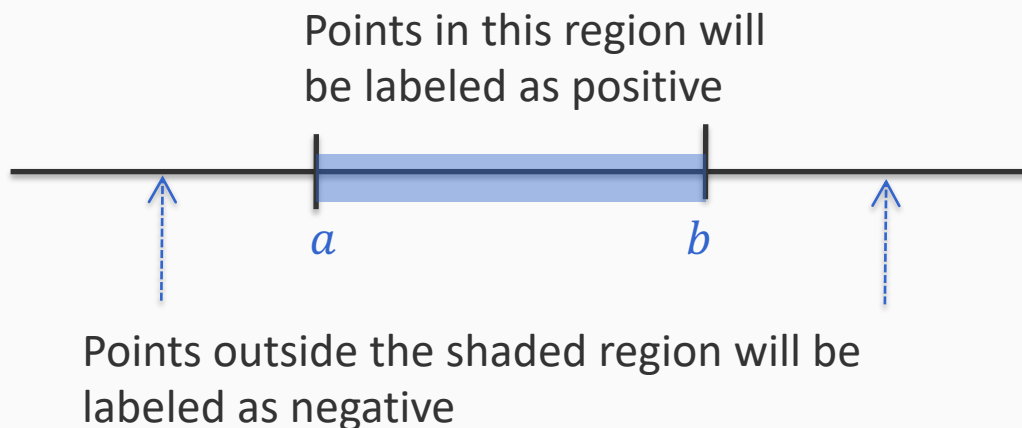 Points in this region will
be labeled as positive
a
b
Points outside the shaded region will be
labeled as negative